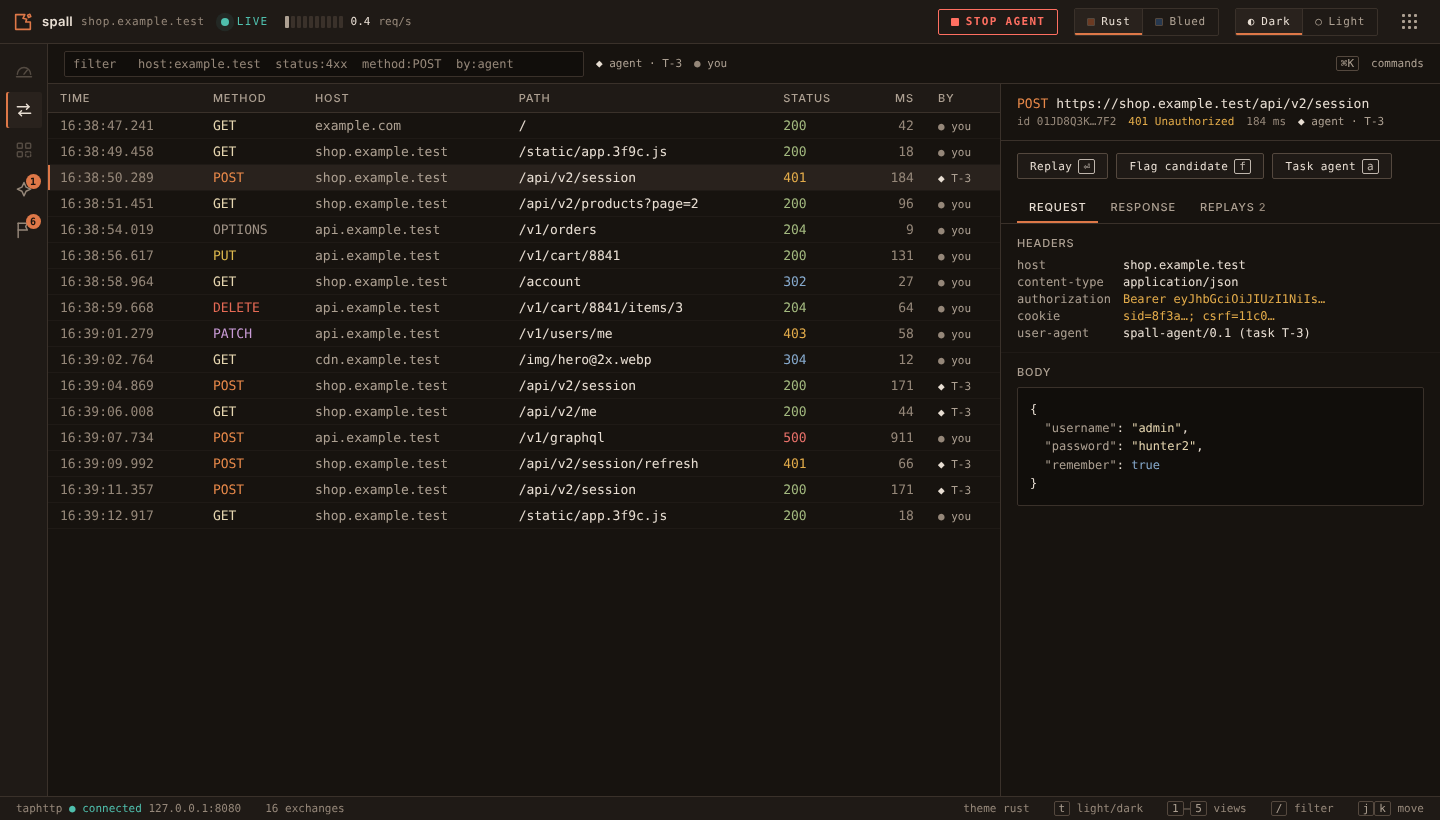 spall shop.example.test LIVE 0.4 req/s STOP AGENT Rust Blued Dark Light
filter host:example.test status:4xx method:POST by:agent ◆ agent · T-3 ● you ⌘K commands
TIME METHOD HOST PATH STATUS MS BY
16:38:47.241 GET example.com / 200 42 ● you
16:38:49.458 GET shop.example.test /static/app.3f9c.js 200 18 ● you
16:38:50.289 POST shop.example.test /api/v2/session 401 184 ◆ T-3
16:38:51.451 GET shop.example.test /api/v2/products?page=2 200 96 ● you
16:38:54.019 OPTIONS api.example.test /v1/orders 204 9 ● you
16:38:56.617 PUT api.example.test /v1/cart/8841 200 131 ● you
16:38:58.964 GET shop.example.test /account 302 27 ● you
16:38:59.668 DELETE api.example.test /v1/cart/8841/items/3 204 64 ● you
16:39:01.279 PATCH api.example.test /v1/users/me 403 58 ● you
16:39:02.764 GET cdn.example.test /img/hero@2x.webp 304 12 ● you
16:39:04.869 POST shop.example.test /api/v2/session 200 171 ◆ T-3
16:39:06.008 GET shop.example.test /api/v2/me 200 44 ◆ T-3
16:39:07.734 POST api.example.test /v1/graphql 500 911 ● you
16:39:09.992 POST shop.example.test /api/v2/session/refresh 401 66 ◆ T-3
16:39:11.357 POST shop.example.test /api/v2/session 200 171 ◆ T-3
16:39:12.917 GET shop.example.test /static/app.3f9c.js 200 18 ● you
1
6
POST https://shop.example.test/api/v2/session
id 01JD8Q3K…7F2 401 Unauthorized 184 ms ◆ agent · T-3
Replay ⏎ Flag candidate f Task agent a
REQUEST RESPONSE REPLAYS 2
HEADERS
host shop.example.test
content-type application/json
authorization Bearer eyJhbGciOiJIUzI1NiIs…
cookie sid=8f3a…; csrf=11c0…
user-agent spall-agent/0.1 (task T-3)
BODY
{
"username": "admin",
"password": "hunter2",
"remember": true
}
taphttp ● connected 127.0.0.1:8080 16 exchanges theme rust t light/dark 1–5 views / filter j k move